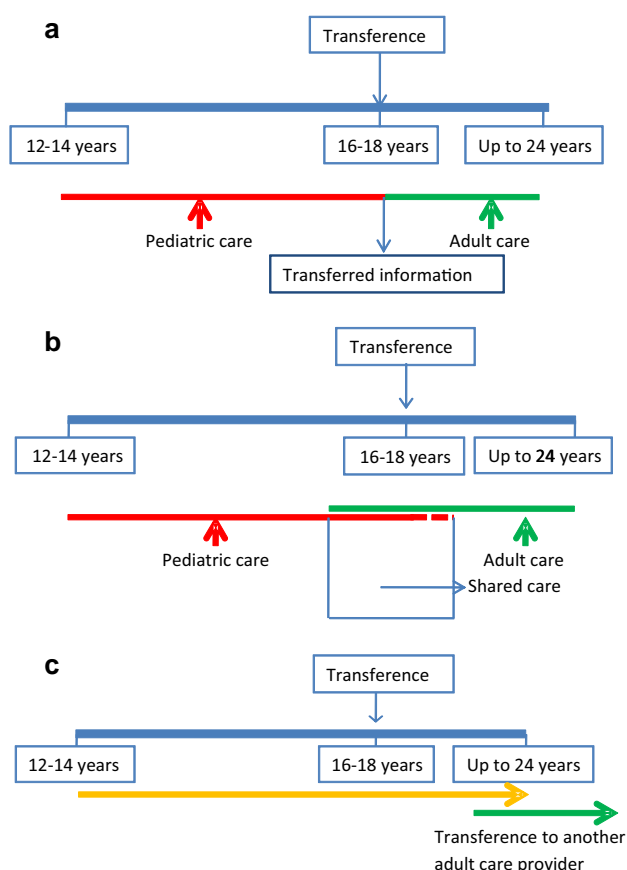 a
Transference
12-14 years
16-18 years
Up to 24 years
Pediatric care
Adult care
Transferred information
b
Transference
12-14 years
16-18 years
Up to 24 years
Pediatric care
Adult care
Shared care
c
Transference
12-14 years
16-18 years
Up to 24 years
Transference to another
adult care provider